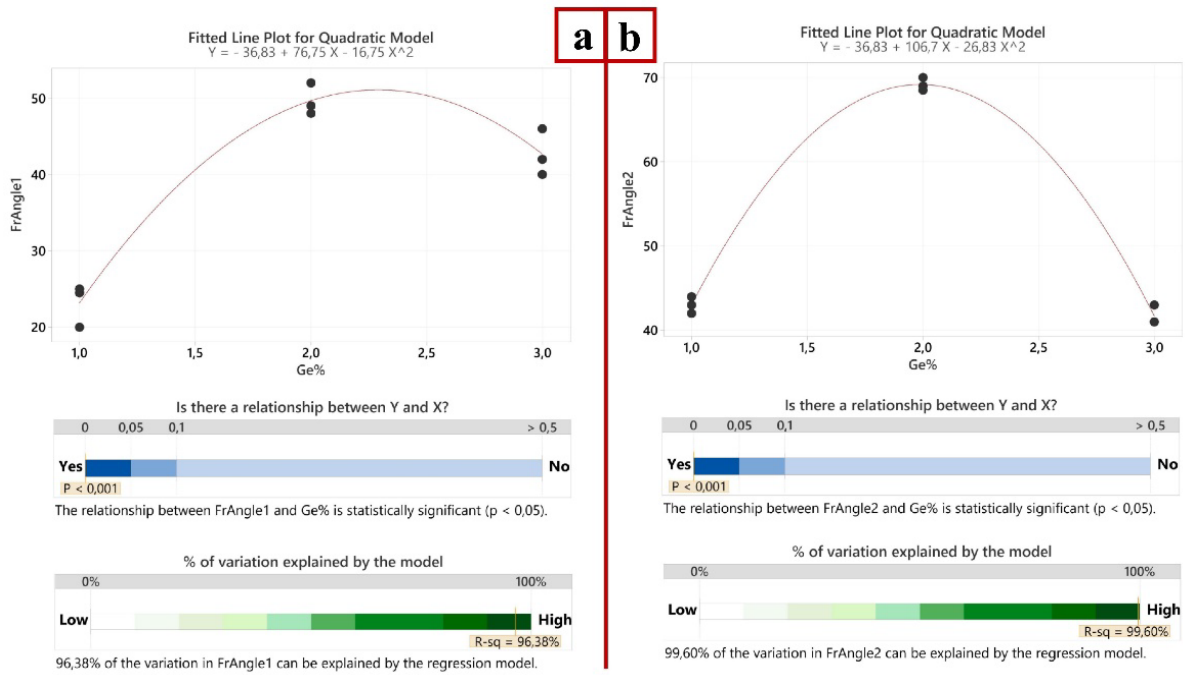 a b
Fitted Line Plot for Quadratic Model
Y = - 36,83 + 76,75 X - 16,75 X^2
FrAngle1
50
40
30
20
1,0 1,5 2,0 2,5 3,0
Ge%
Is there a relationship between Y and X?
0 0,05 0,1 > 0,5
Yes No
P < 0,001
The relationship between FrAngle1 and Ge% is statistically significant (p < 0,05).
% of variation explained by the model
0% 100%
Low High
R-sq = 96,38%
96,38% of the variation in FrAngle1 can be explained by the regression model.
Fitted Line Plot for Quadratic Model
Y = - 36,83 + 106,7 X - 26,83 X^2
FrAngle2
70
60
50
40
1,0 1,5 2,0 2,5 3,0
Ge%
Is there a relationship between Y and X?
0 0,05 0,1 > 0,5
Yes No
P < 0,001
The relationship between FrAngle2 and Ge% is statistically significant (p < 0,05).
% of variation explained by the model
0% 100%
Low High
R-sq = 99,60%
99,60% of the variation in FrAngle2 can be explained by the regression model.